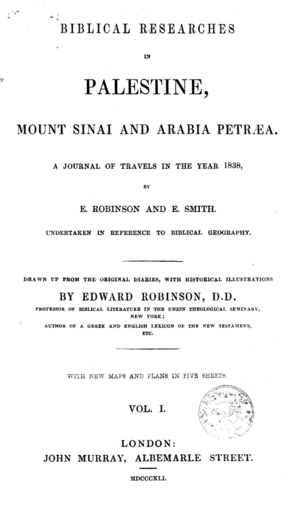 BIBLICAL RESEARCHES
IN
PALESTINE,
MOUNT SINAI AND ARABIA PETRÆA.
A JOURNAL OF TRAVELS IN THE YEAR 1838,
BY
E. ROBINSON AND E. SMITH.
UNDERTAKEN IN REFERENCE TO BIBLICAL GEOGRAPHY.
DRAWN UP FROM THE ORIGINAL DIARIES, WITH HISTORICAL ILLUSTRATIONS
BY EDWARD ROBINSON, D.D.
PROFESSOR OF BIBLICAL LITERATURE IN THE UNION THEOLOGICAL SEMINARY,
NEW YORK;
AUTHOR OF A GREEK AND ENGLISH LEXICON OF THE NEW TESTAMENT,
ETC.
WITH NEW MAPS AND PLANS IN FIVE SHEETS.
VOL. I.
LONDON:
JOHN MURRAY, ALBEMARLE STREET.
MDCCCXLI.